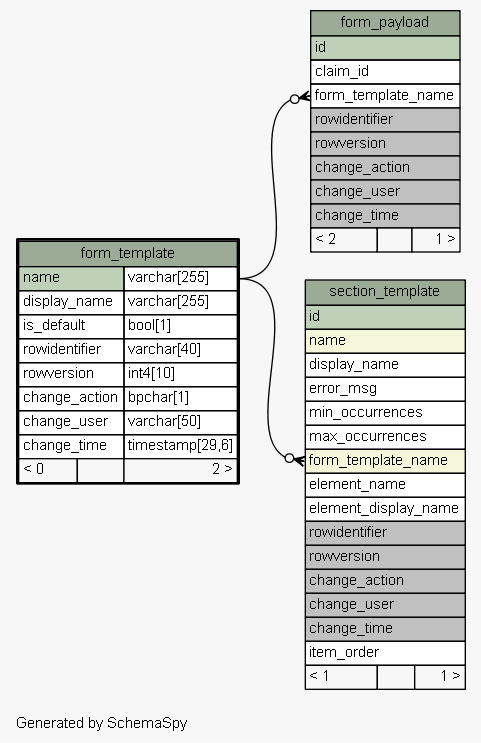 form_payload
id
claim_id
form_template_name
rowidentifier
rowversion
change_action
change_user
change_time
< 2 1 >
form_template
name varchar[255]
display_name varchar[255]
is_default bool[1]
rowidentifier varchar[40]
rowversion int4[10]
change_action bpchar[1]
change_user varchar[50]
change_time timestamp[29,6]
< 0 2 >
section_template
id
name
display_name
error_msg
min_occurrences
max_occurrences
form_template_name
element_name
element_display_name
rowidentifier
rowversion
change_action
change_user
change_time
item_order
< 1 1 >
Generated by SchemaSpy